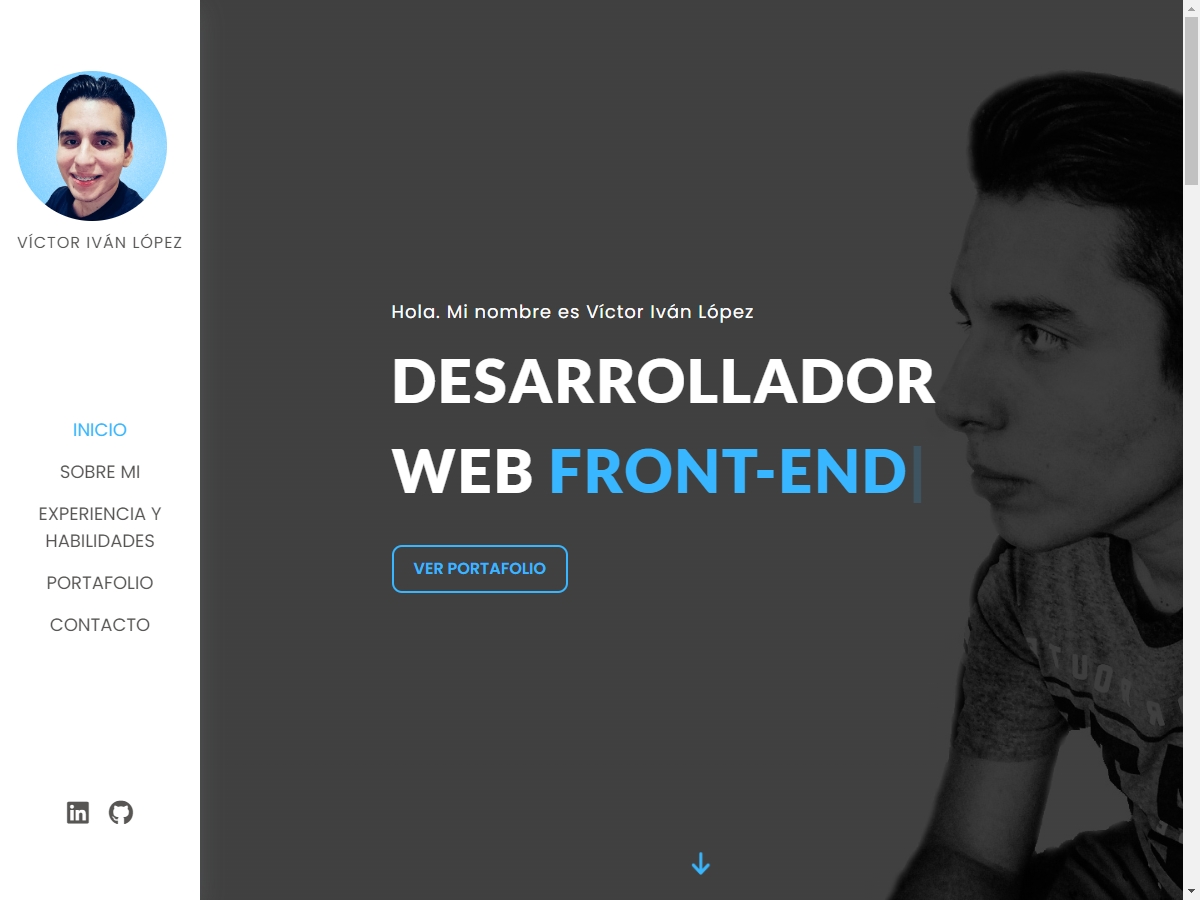 VÍCTOR IVÁN LÓPEZ
INICIO
SOBRE MI
EXPERIENCIA Y
HABILIDADES
PORTAFOLIO
CONTACTO
Hola. Mi nombre es Víctor Iván López
DESARROLLADOR
WEB FRONT-END
VER PORTAFOLIO